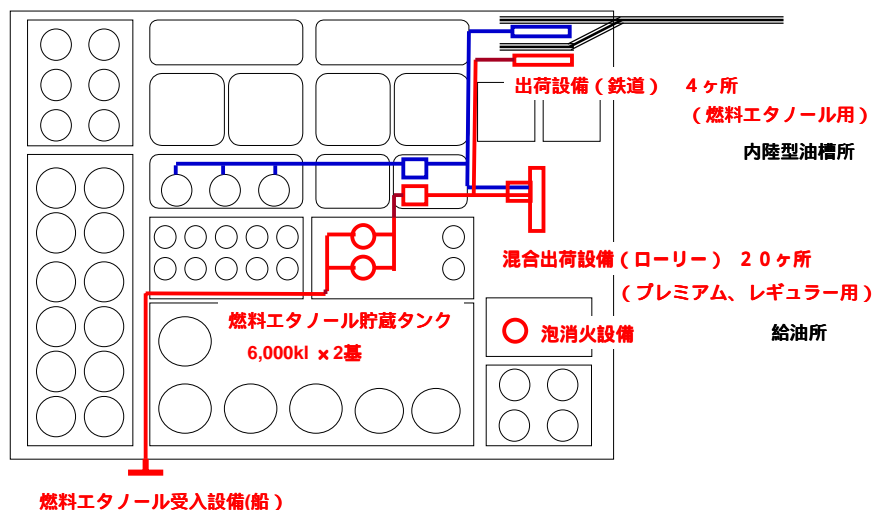 出荷設備（鉄道） ４ヶ所
（燃料エタノール用）
内陸型油槽所
混合出荷設備（ローリー） ２０ヶ所
（プレミアム、レギュラー用）
燃料エタノール貯蔵タンク
6,000kl ×2基
泡消火設備
給油所
燃料エタノール受入設備(船）